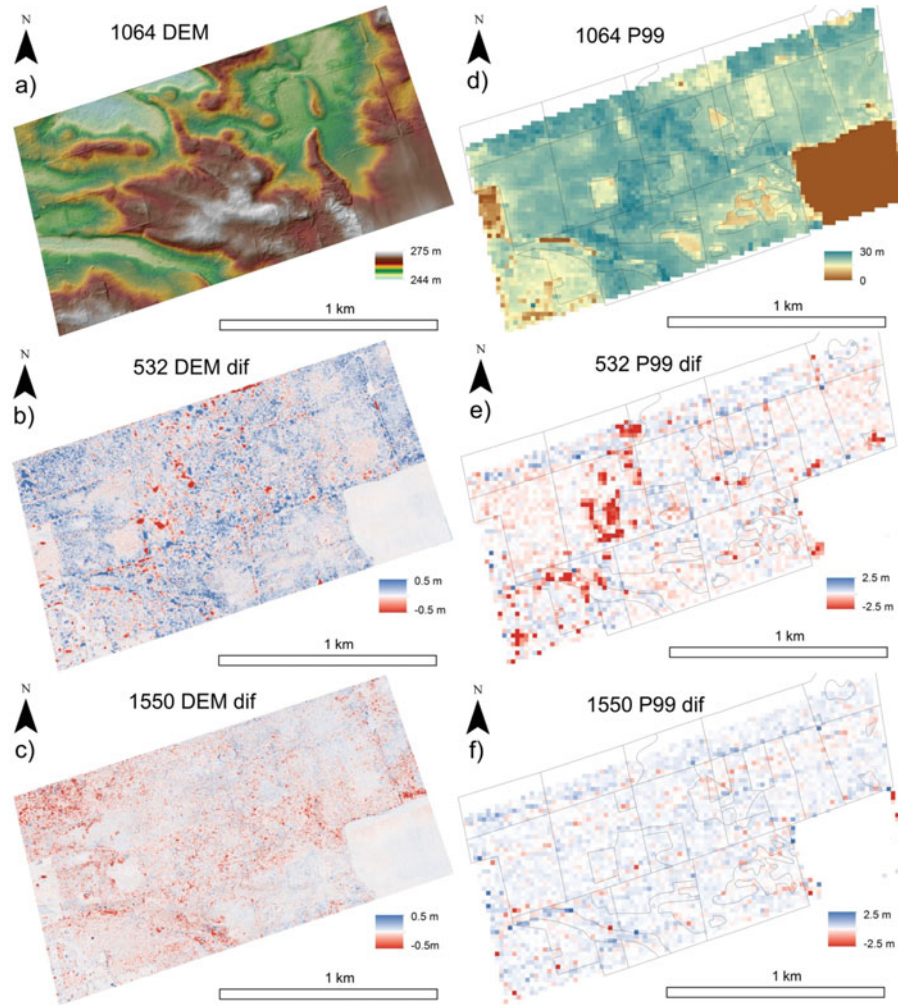 N
1064 DEM
a)
275 m
244 m
1 km
N
532 DEM dif
b)
0.5 m
-0.5 m
1 km
N
1550 DEM dif
c)
0.5 m
-0.5m
1 km
N
1064 P99
d)
30 m
0
1 km
N
532 P99 dif
e)
2.5 m
-2.5 m
1 km
N
1550 P99 dif
f)
2.5 m
-2.5 m
1 km